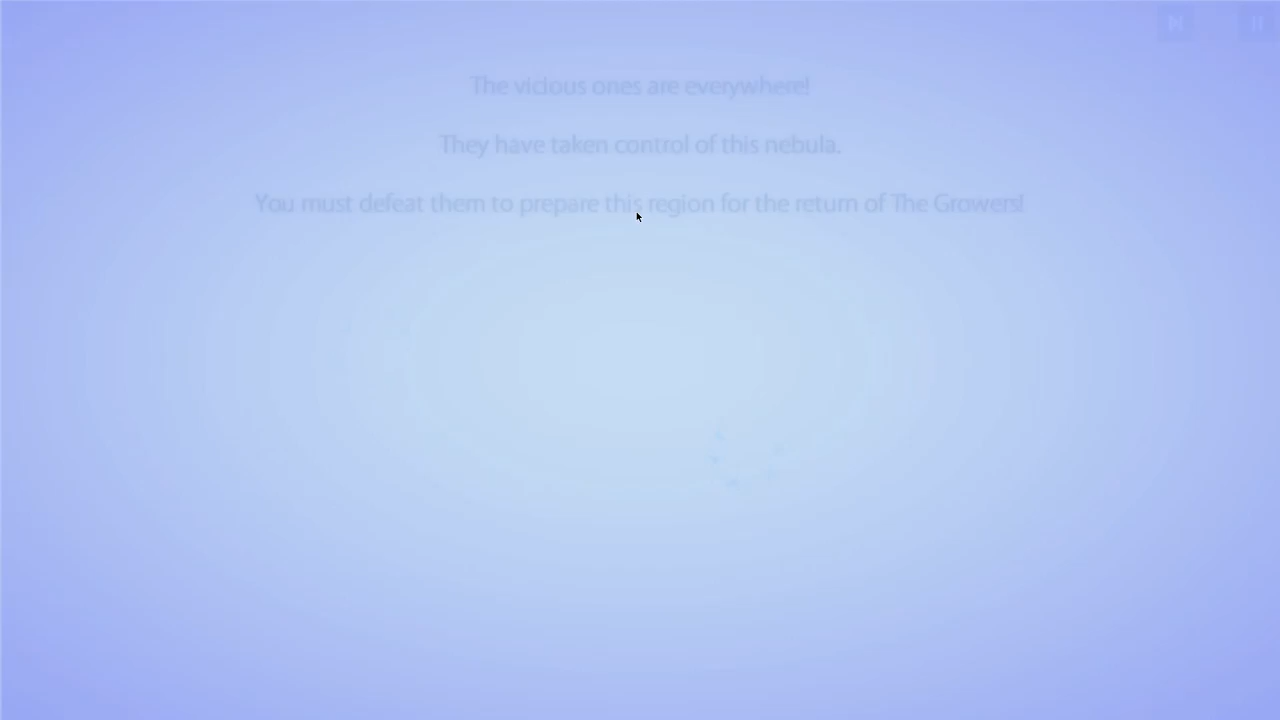 The vicious ones are everywhere!
They have taken control of this nebula.
You must defeat them to prepare this region for the return of The Growers!